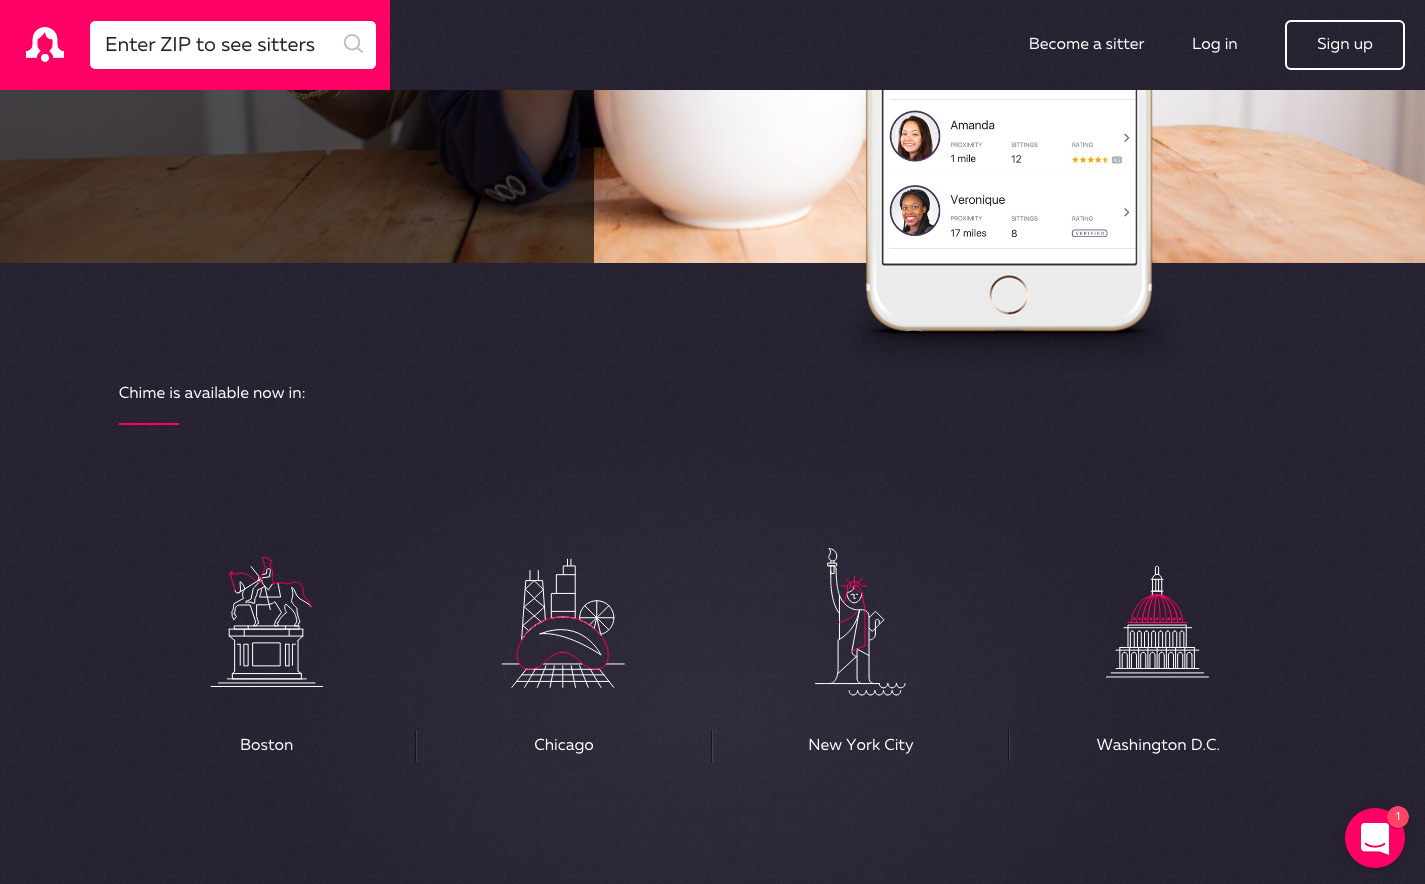 Enter ZIP to see sitters
Become a sitter
Log in
Sign up
Amanda
PROXIMITY SITTINGS RATING
1 mile 12
Veronique
PROXIMITY SITTINGS RATING
17 miles 8 VERIFIED
Chime is available now in:
Boston
Chicago
New York City
Washington D.C.
1